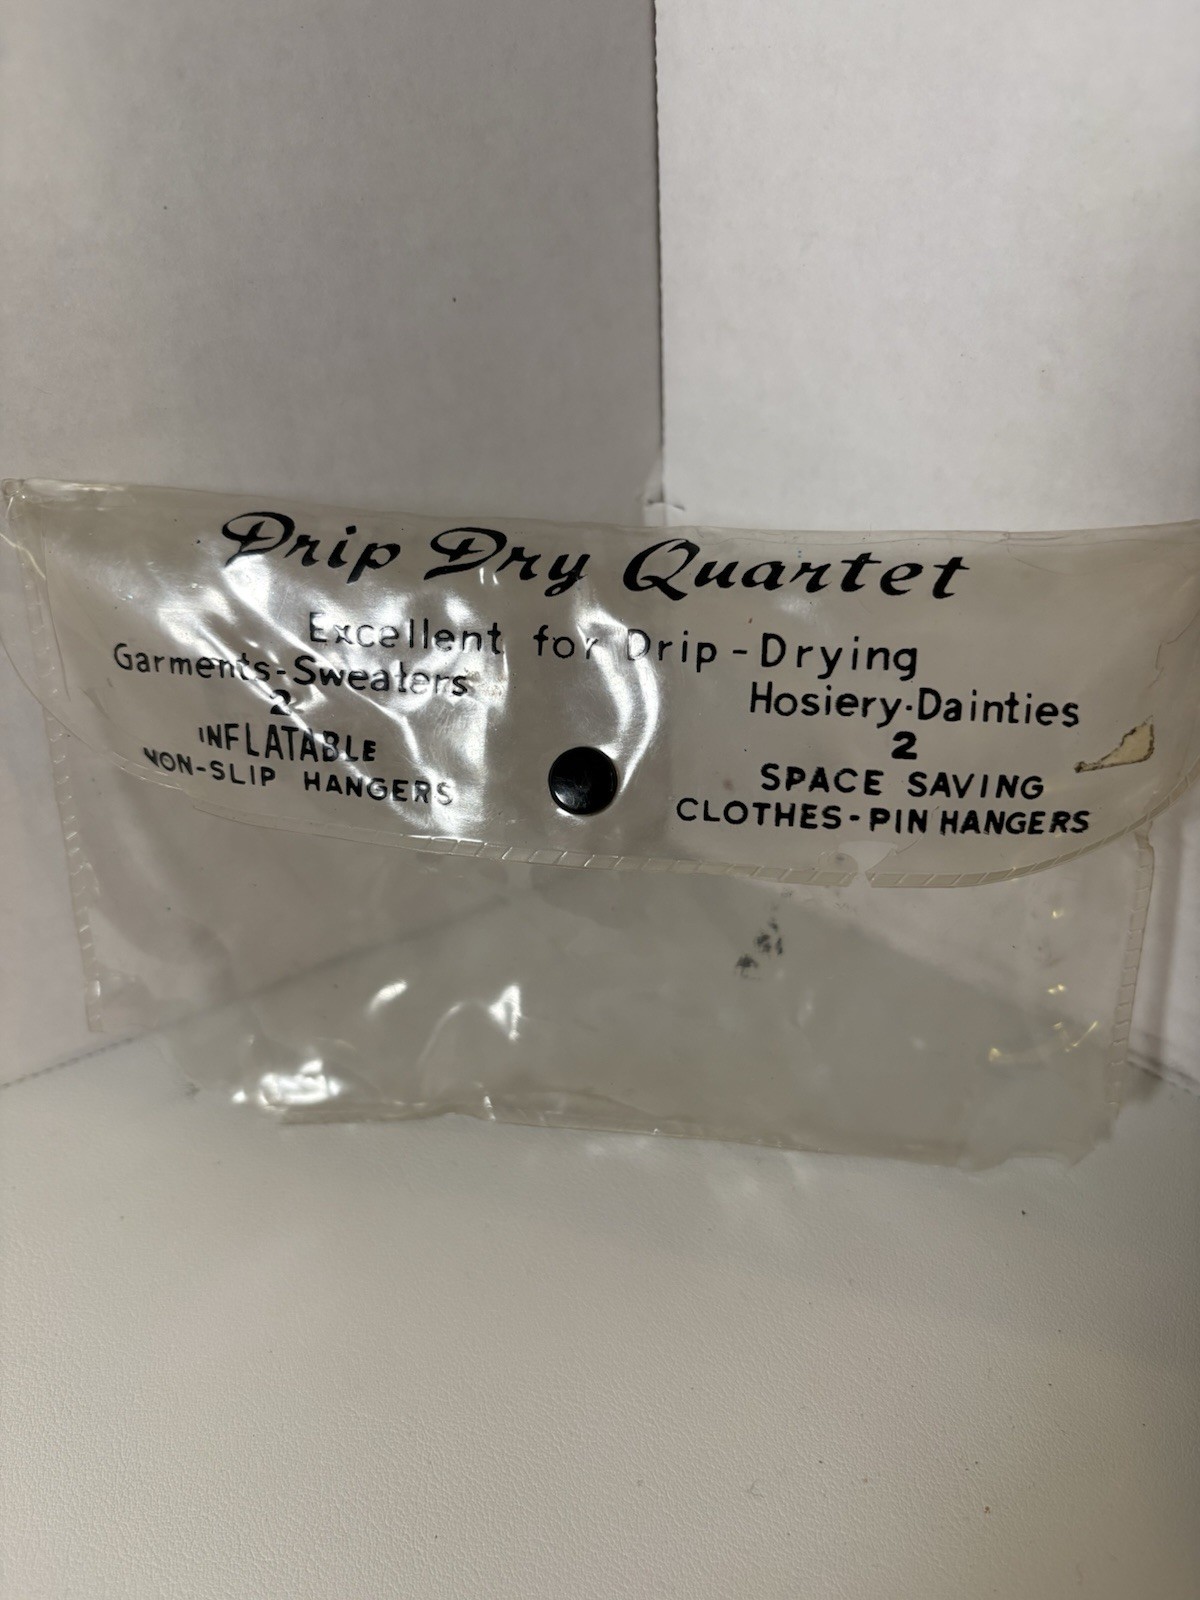 Drip Dry Quartet
Excellent for Drip-Drying
Garments-Sweaters
2
INFLATABLE
NON-SLIP HANGERS
Hosiery-Dainties
2
SPACE SAVING
CLOTHES-PIN HANGERS